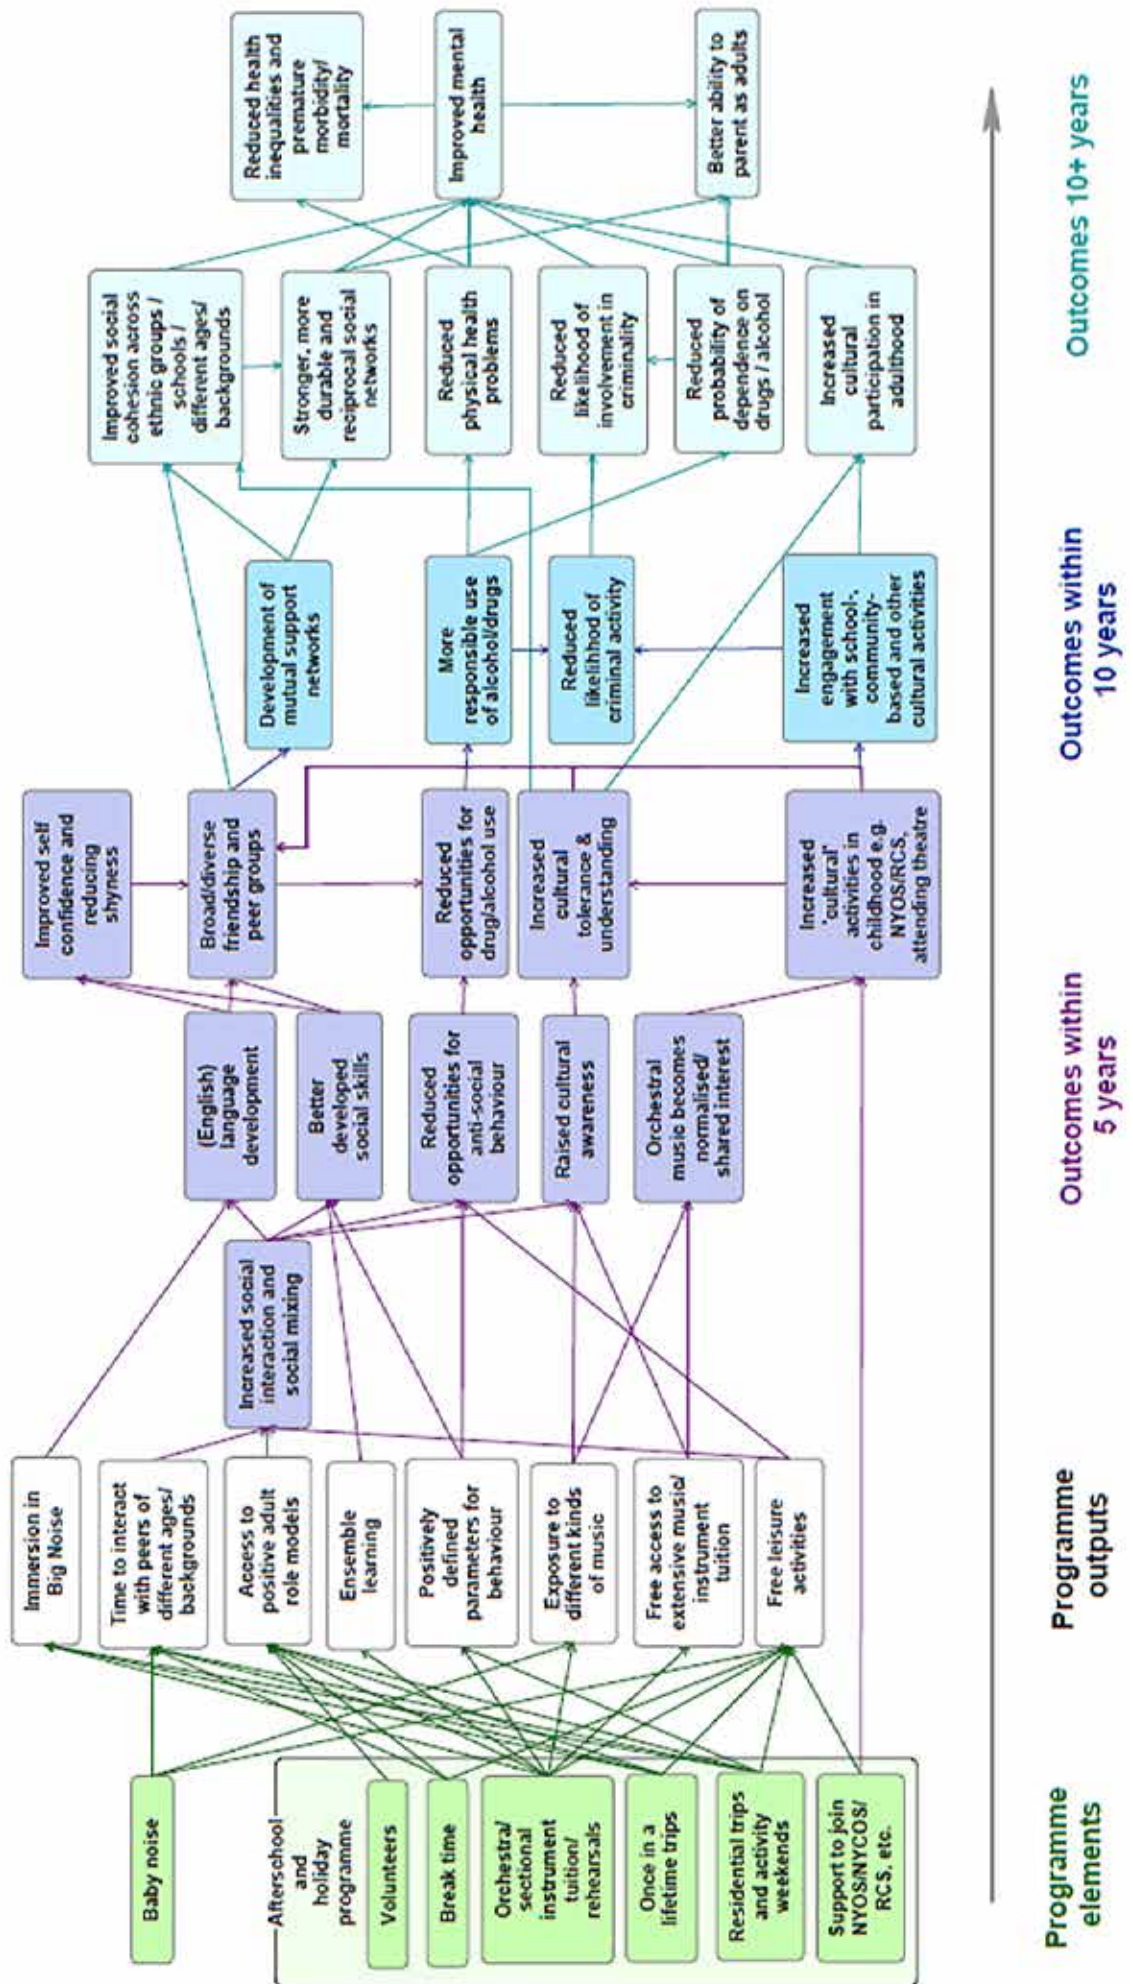 Baby noise
Afterschool
and
holiday
programme
Volunteers
Break time
Orchestra/
sectional
instrument
tuition/
rehearsals
Once in a
lifetime trips
Residential trips
and activity
weekends
Support to join
NYOS/NYCOS/
RCS, etc.
Immersion in
Big Noise
Time to interact
with peers of
different ages/
backgrounds
Access to
positive adult
role models
Ensemble
learning
Positively
defined
parameters for
behaviour
Exposure to
different kinds
of music
Free access to
extensive music/
instrument
tuition
Free leisure
activities
Increased social
interaction and
social mixing
(English)
language
development
Better
developed
social skills
Reduced
opportunities for
anti-social
behaviour
Raised cultural
awareness
Orchestral
music becomes
normalised/
shared interest
Improved self
confidence and
reducing
shyness
Broad/diverse
friendship and
peer groups
Reduced
opportunities for
drug/alcohol use
Increased
cultural
tolerance &
understanding
Increased
'cultural'
activities in
childhood e.g.
NYOS/RCS,
attending theatre
Development of
mutual support
networks
More
responsible use
of alcohol/drugs
Reduced
likelihhod of
criminal activity
Increased
engagement
with school-,
community-
based and other
cultural activities
Improved social
cohesion across
ethnic groups /
schools /
different ages/
backgrounds
Stronger, more
durable and
reciprocal social
networks
Reduced
physical health
problems
Reduced
likelihood of
involvement in
criminality
Reduced
probability of
dependence on
drugs / alcohol
Increased
cultural
participation in
adulthood
Reduced health
inequalities and
premature
morbidity/
mortality
Improved mental
health
Better ability to
parent as adults
Programme
elements
Programme
outputs
Outcomes within
5 years
Outcomes within
10 years
Outcomes 10+ years